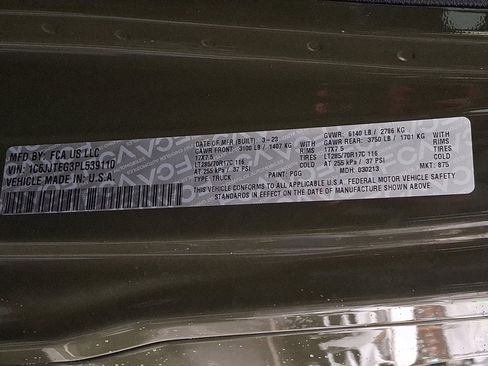 MFD BY: FCA US LLC
VIN: 1C6JJTEG3PL539110
VEHICLE MADE IN: U.S.A.
DATE OF MFR (BUILT) 3-23
GAWR FRONT/ 3100 LB / 1407 KG WITH
17X7.5 RIMS
LT285/70R17C 116 TIRES
AT 255 kPa / 37 PSI COLD
TYPE: TRUCK PAINT: PGG
GVWR: 6140 LB / 2786 KG
GAWR REAR/ 3750 LB / 1701 KG WITH
17X7.5 RIMS
LT285/70R17C 116 TIRES
AT 255 kPa / 37 PSI COLD
MDH: 030213 MKT: 875
THIS VEHICLE CONFORMS TO ALL APPLICABLE U.S.A. FEDERAL MOTOR VEHICLE SAFETY
STANDARDS IN EFFECT ON THE DATE OF MANUFACTURE SHOWN ABOVE.